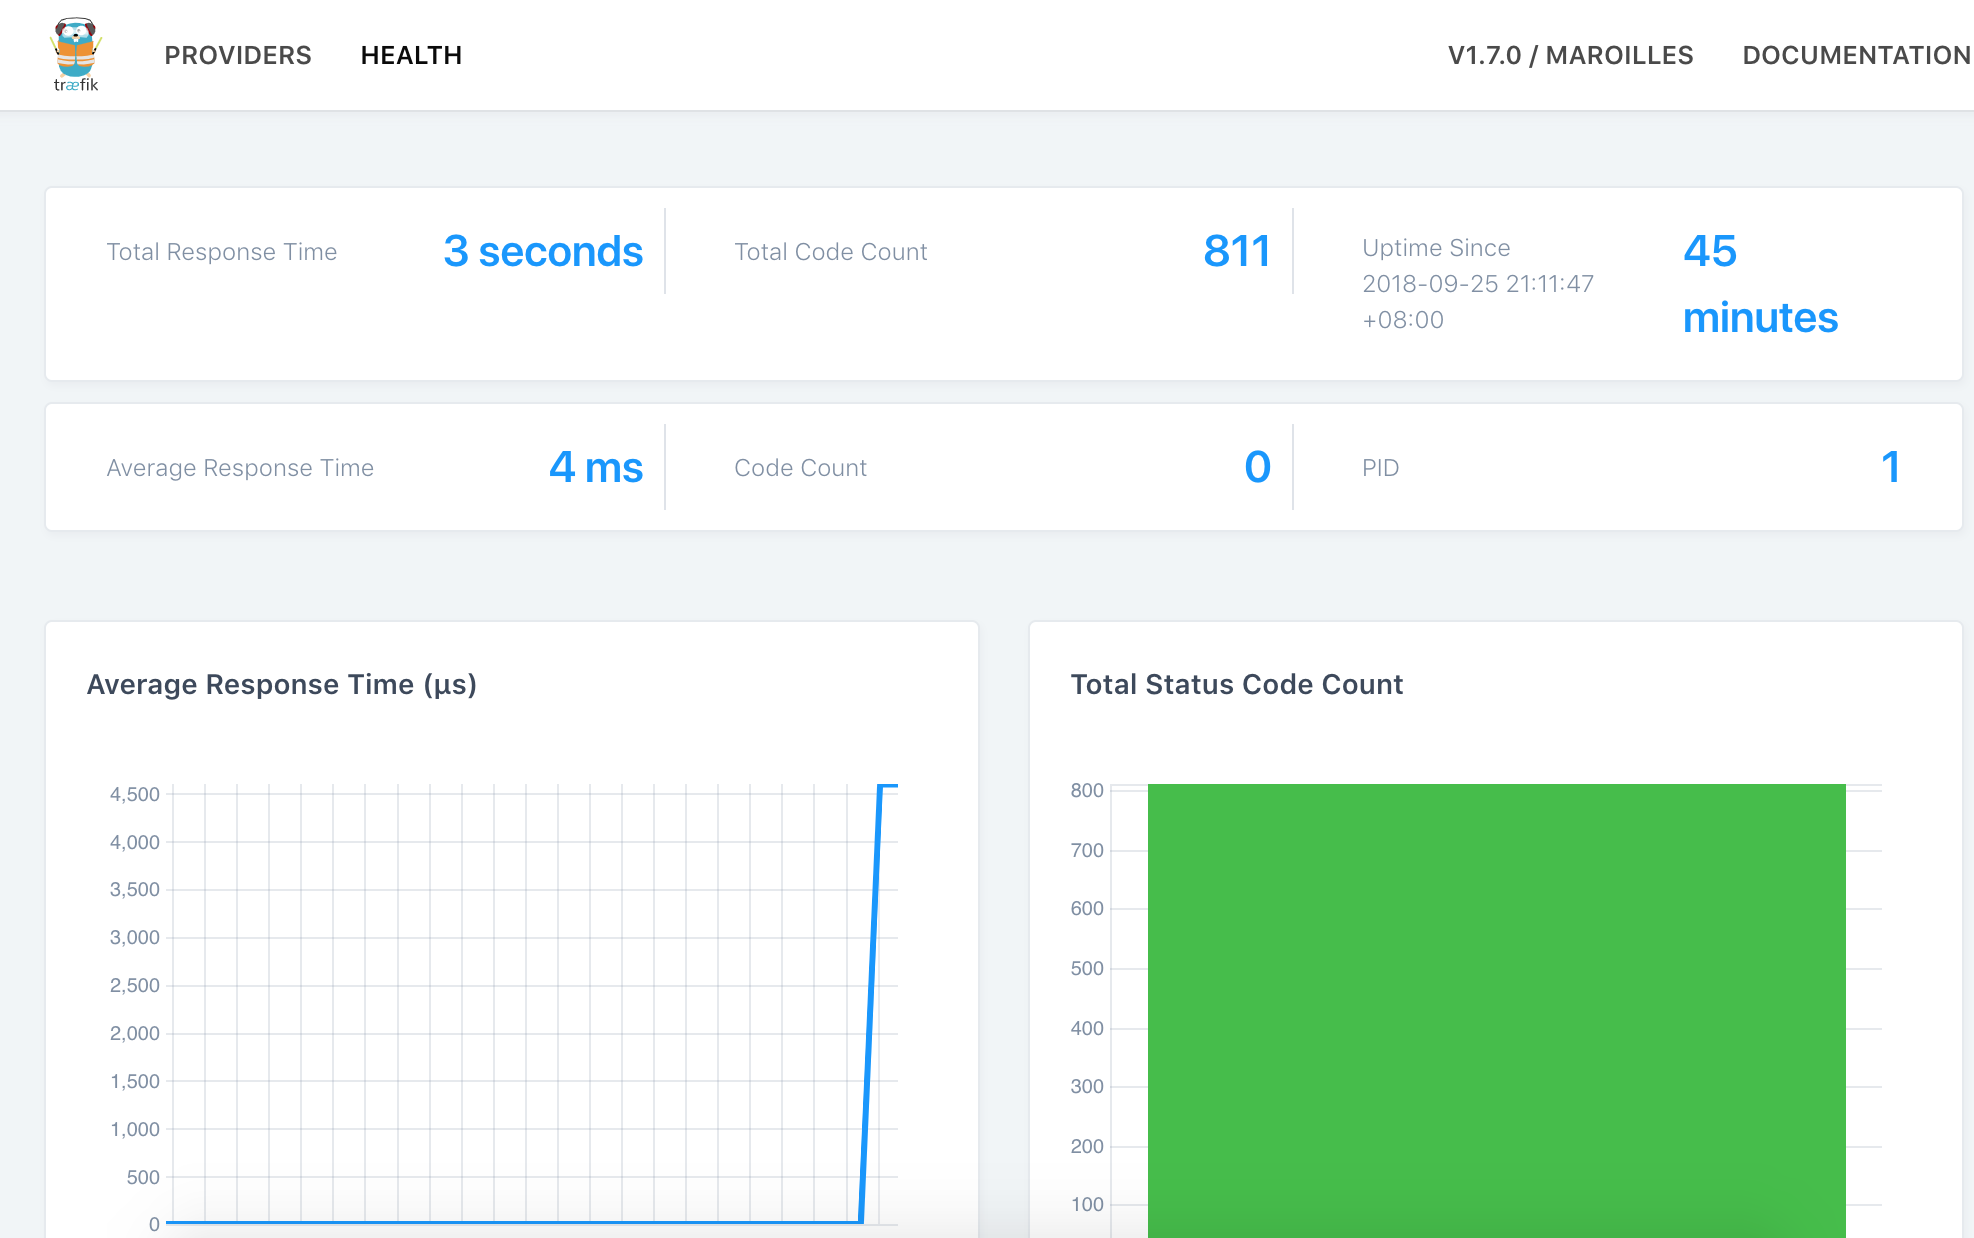 træfik
PROVIDERS
HEALTH
V1.7.0 / MAROILLES
DOCUMENTATION
Total Response Time
3 seconds
Total Code Count
811
Uptime Since
2018-09-25 21:11:47
+08:00
45
minutes
Average Response Time
4 ms
Code Count
0
PID
1
Average Response Time (µs)
4,500
4,000
3,500
3,000
2,500
2,000
1,500
1,000
500
0
Total Status Code Count
800
700
600
500
400
300
200
100